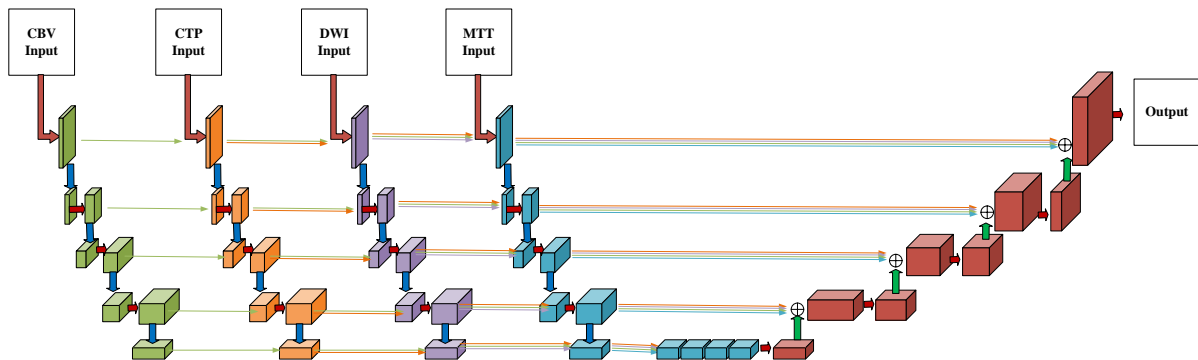 CBV
Input
CTP
Input
DWI
Input
MTT
Input
Output